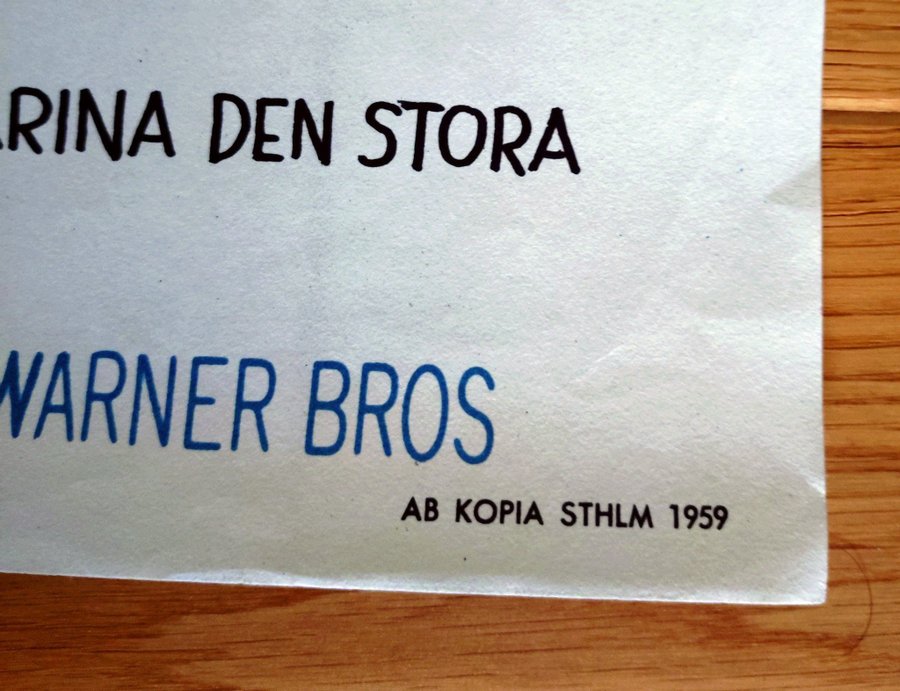 ARINA DEN STORA
WARNER BROS
AB KOPIA STHLM 1959